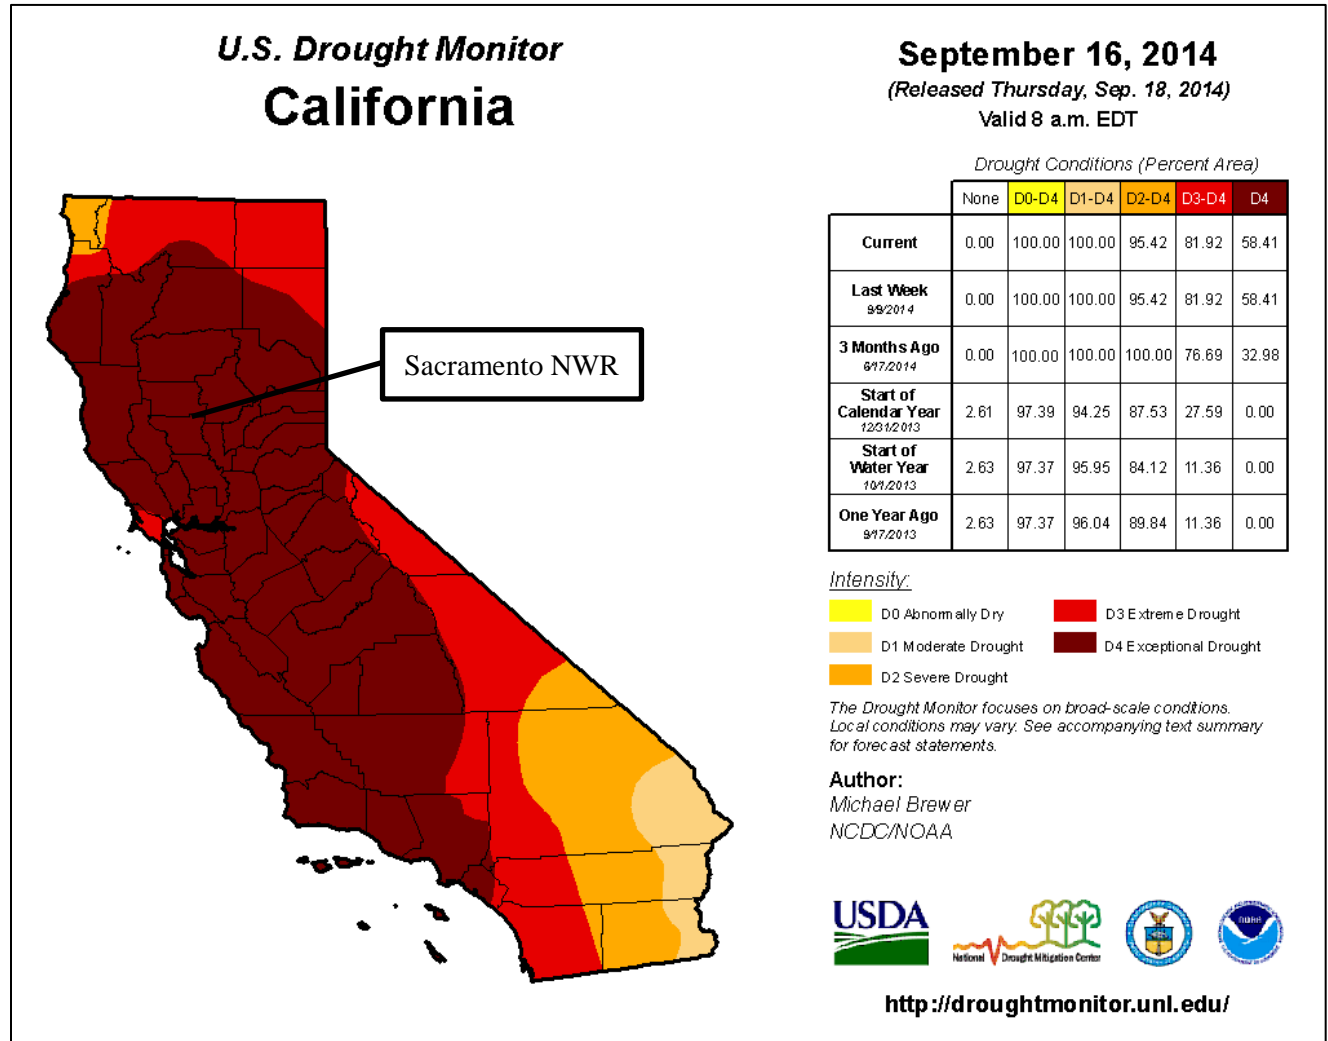 U.S. Drought Monitor
California
September 16, 2014
(Released Thursday, Sep. 18, 2014)
Valid 8 a.m. EDT
Sacramento NWR
Drought Conditions (Percent Area)
None D0-D4 D1-D4 D2-D4 D3-D4 D4
Current 0.00 100.00 100.00 95.42 81.92 58.41
Last Week 0.00 100.00 100.00 95.42 81.92 58.41
9/9/2014
3 Months Ago 0.00 100.00 100.00 100.00 76.69 32.98
6/17/2014
Start of
Calendar Year 2.61 97.39 94.25 87.53 27.59 0.00
12/31/2013
Start of
Water Year 2.63 97.37 95.95 84.12 11.36 0.00
10/1/2013
One Year Ago 2.63 97.37 96.04 89.84 11.36 0.00
9/17/2013
Intensity:
D0 Abnormally Dry
D1 Moderate Drought
D2 Severe Drought
D3 Extreme Drought
D4 Exceptional Drought
The Drought Monitor focuses on broad-scale conditions.
Local conditions may vary. See accompanying text summary
for forecast statements.
Author:
Michael Brewer
NCDC/NOAA
USDA
National Drought Mitigation Center
http://droughtmonitor.unl.edu/